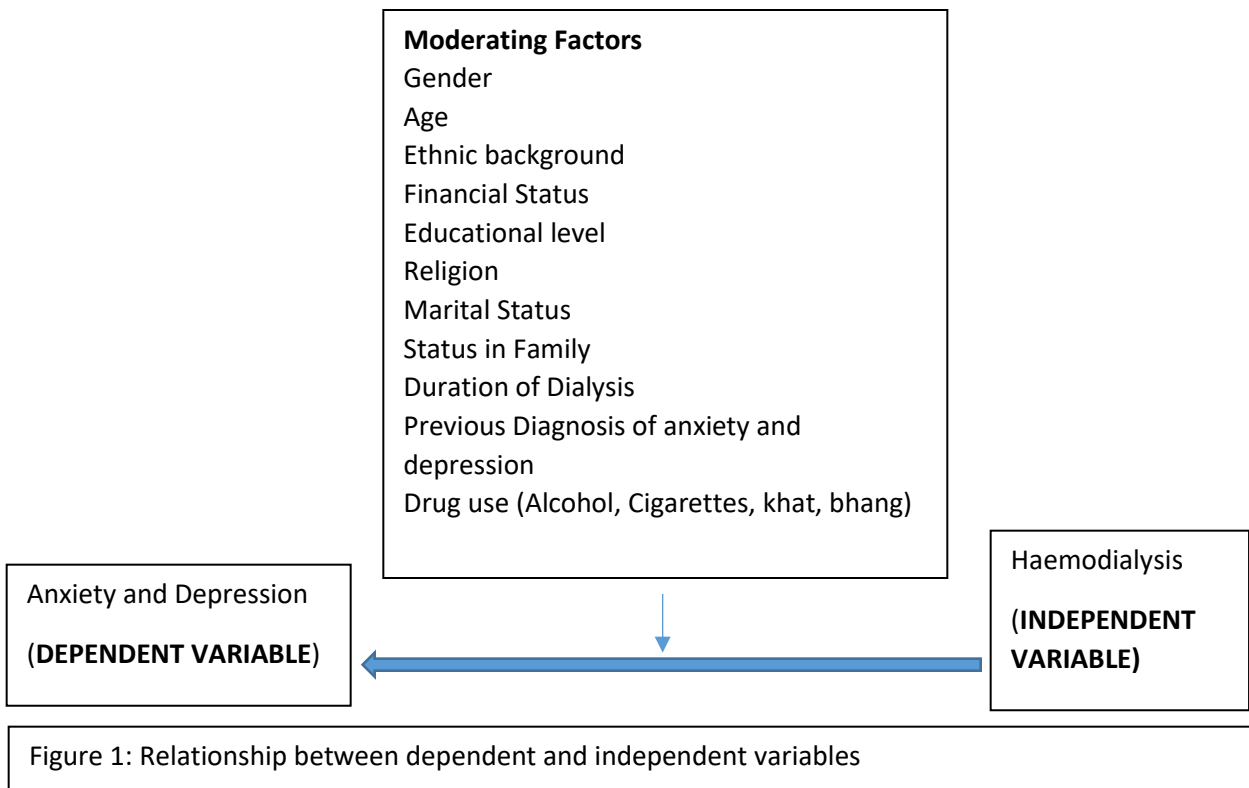 Moderating Factors
Gender
Age
Ethnic background
Financial Status
Educational level
Religion
Marital Status
Status in Family
Duration of Dialysis
Previous Diagnosis of anxiety and
depression
Drug use (Alcohol, Cigarettes, khat, bhang)
Anxiety and Depression
(DEPENDENT VARIABLE)
Haemodialysis
(INDEPENDENT
VARIABLE)
Figure 1: Relationship between dependent and independent variables